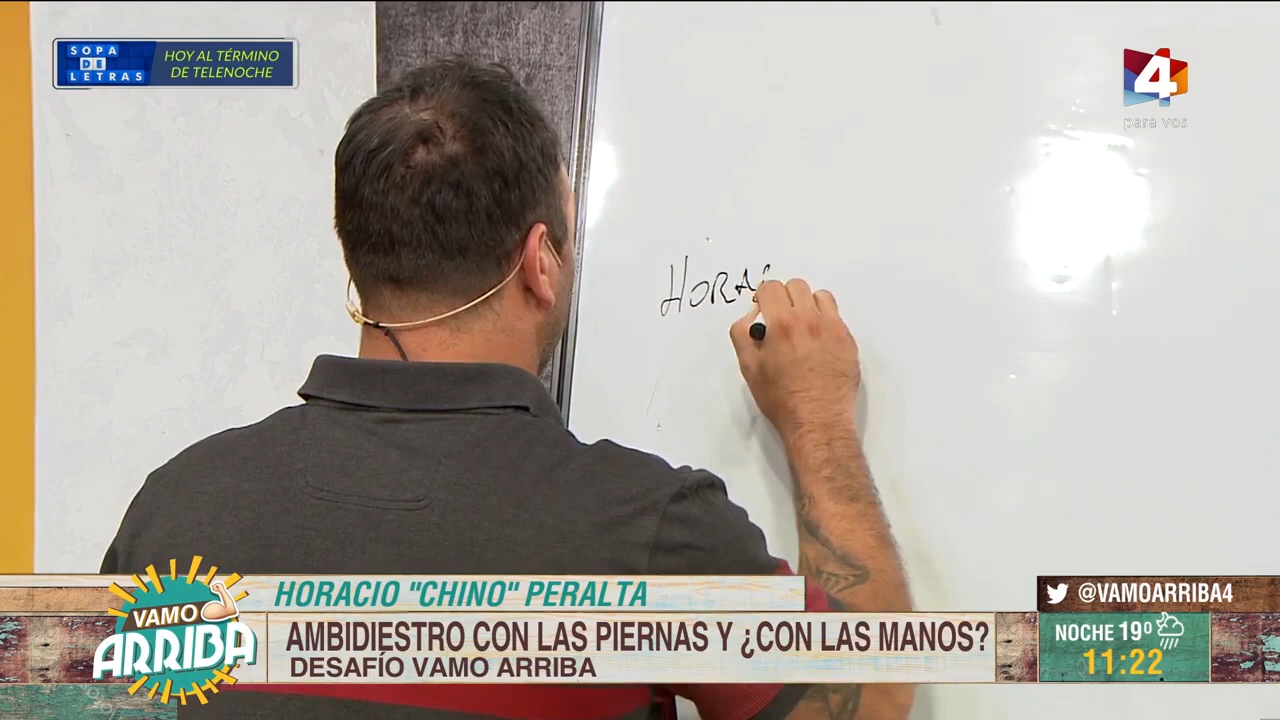 SOPA
DE
LETRAS
HOY AL TÉRMINO
DE TELENOCHE
4
para vos
HORA
HORACIO "CHINO" PERALTA
VAMO
ARRIBA
AMBIDIESTRO CON LAS PIERNAS Y ¿CON LAS MANOS?
DESAFÍO VAMO ARRIBA
@VAMOARRIBA4
NOCHE 19º
11:22